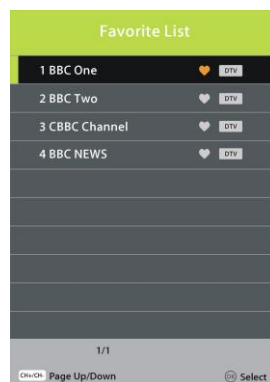 Favorite List
1 BBC One DTV
2 BBC Two DTV
3 CBBC Channel DTV
4 BBC NEWS DTV
1/1
CH+/CH- Page Up/Down OK Select